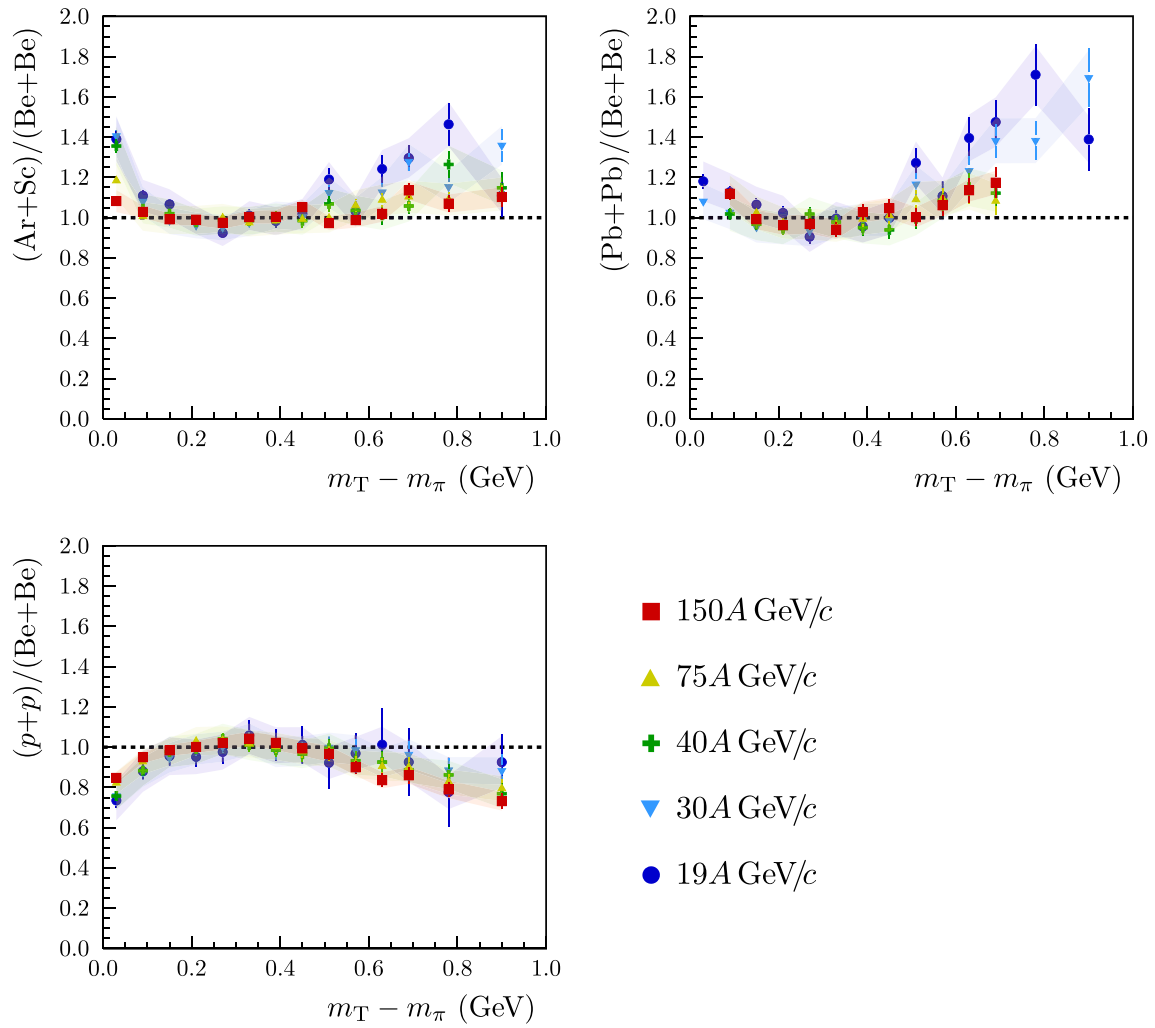 (Ar+Sc)/(Be+Be)
2.0
1.8
1.6
1.4
1.2
1.0
0.8
0.6
0.4
0.2
0.0
0.0 0.2 0.4 0.6 0.8 1.0
m_T − m_π (GeV)
(Pb+Pb)/(Be+Be)
2.0
1.8
1.6
1.4
1.2
1.0
0.8
0.6
0.4
0.2
0.0
0.0 0.2 0.4 0.6 0.8 1.0
m_T − m_π (GeV)
(p+p)/(Be+Be)
2.0
1.8
1.6
1.4
1.2
1.0
0.8
0.6
0.4
0.2
0.0
0.0 0.2 0.4 0.6 0.8 1.0
m_T − m_π (GeV)
150A GeV/c
75A GeV/c
40A GeV/c
30A GeV/c
19A GeV/c